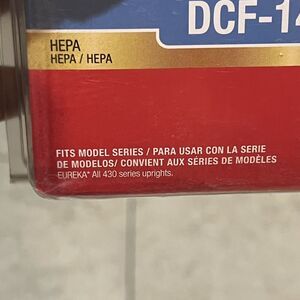 DCF-14
HEPA
HEPA / HEPA
FITS MODEL SERIES / PARA USAR CON LA SERIE
DE MODELOS/ CONVIENT AUX SÉRIES DE MODÈLES
EUREKA® All 430 series uprights.